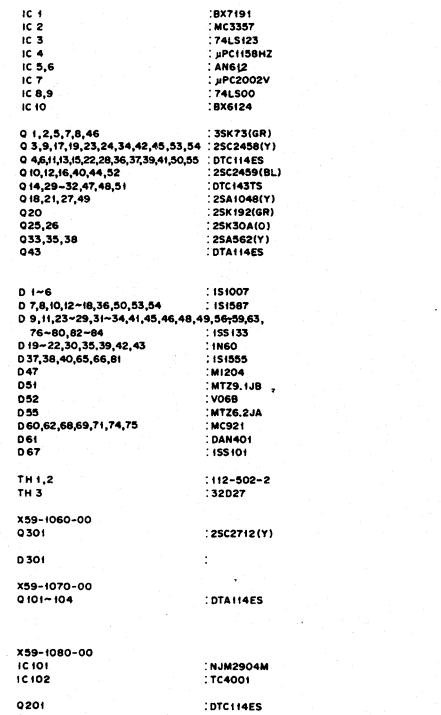 IC 1 : BX7191
IC 2 : MC3357
IC 3 : 74LS123
IC 4 : μPC1158HZ
IC 5,6 : AN612
IC 7 : μPC2002V
IC 8,9 : 74LS00
IC 10 : BX6124
Q 1,2,5,7,8,46 : 3SK73(GR)
Q 3,9,17,19,23,24,34,42,45,53,54 : 2SC2458(Y)
Q 4,6,11,13,15,22,28,36,37,39,41,50,55 : DTC114ES
Q 10,12,16,40,44,52 : 2SC2459(BL)
Q 14,29~32,47,48,51 : DTC143TS
Q 18,21,27,49 : 2SA1048(Y)
Q20 : 2SK192(GR)
Q25,26 : 2SK30A(O)
Q33,35,38 : 2SA562(Y)
Q43 : DTA114ES
D 1~6 : 1S1007
D 7,8,10,12~18,36,50,53,54 : 1S1587
D 9,11,23~29,31~34,41,45,46,48,49,56~59,63,
76~80,82~84 : 1SS133
D 19~22,30,35,39,42,43 : 1N60
D 37,38,40,65,66,81 : 1S1555
D47 : MI204
D51 : MTZ9.1JB
D52 : V06B
D55 : MTZ6.2JA
D60,62,68,69,71,74,75 : MC921
D61 : DAN401
D67 : 1SS101
TH 1,2 : 112-502-2
TH 3 : 32D27
X59-1060-00
Q301 : 2SC2712(Y)
D301 :
X59-1070-00
Q101~104 : DTA114ES
X59-1080-00
IC101 : NJM2904M
IC102 : TC4001
Q201 : DTC114ES